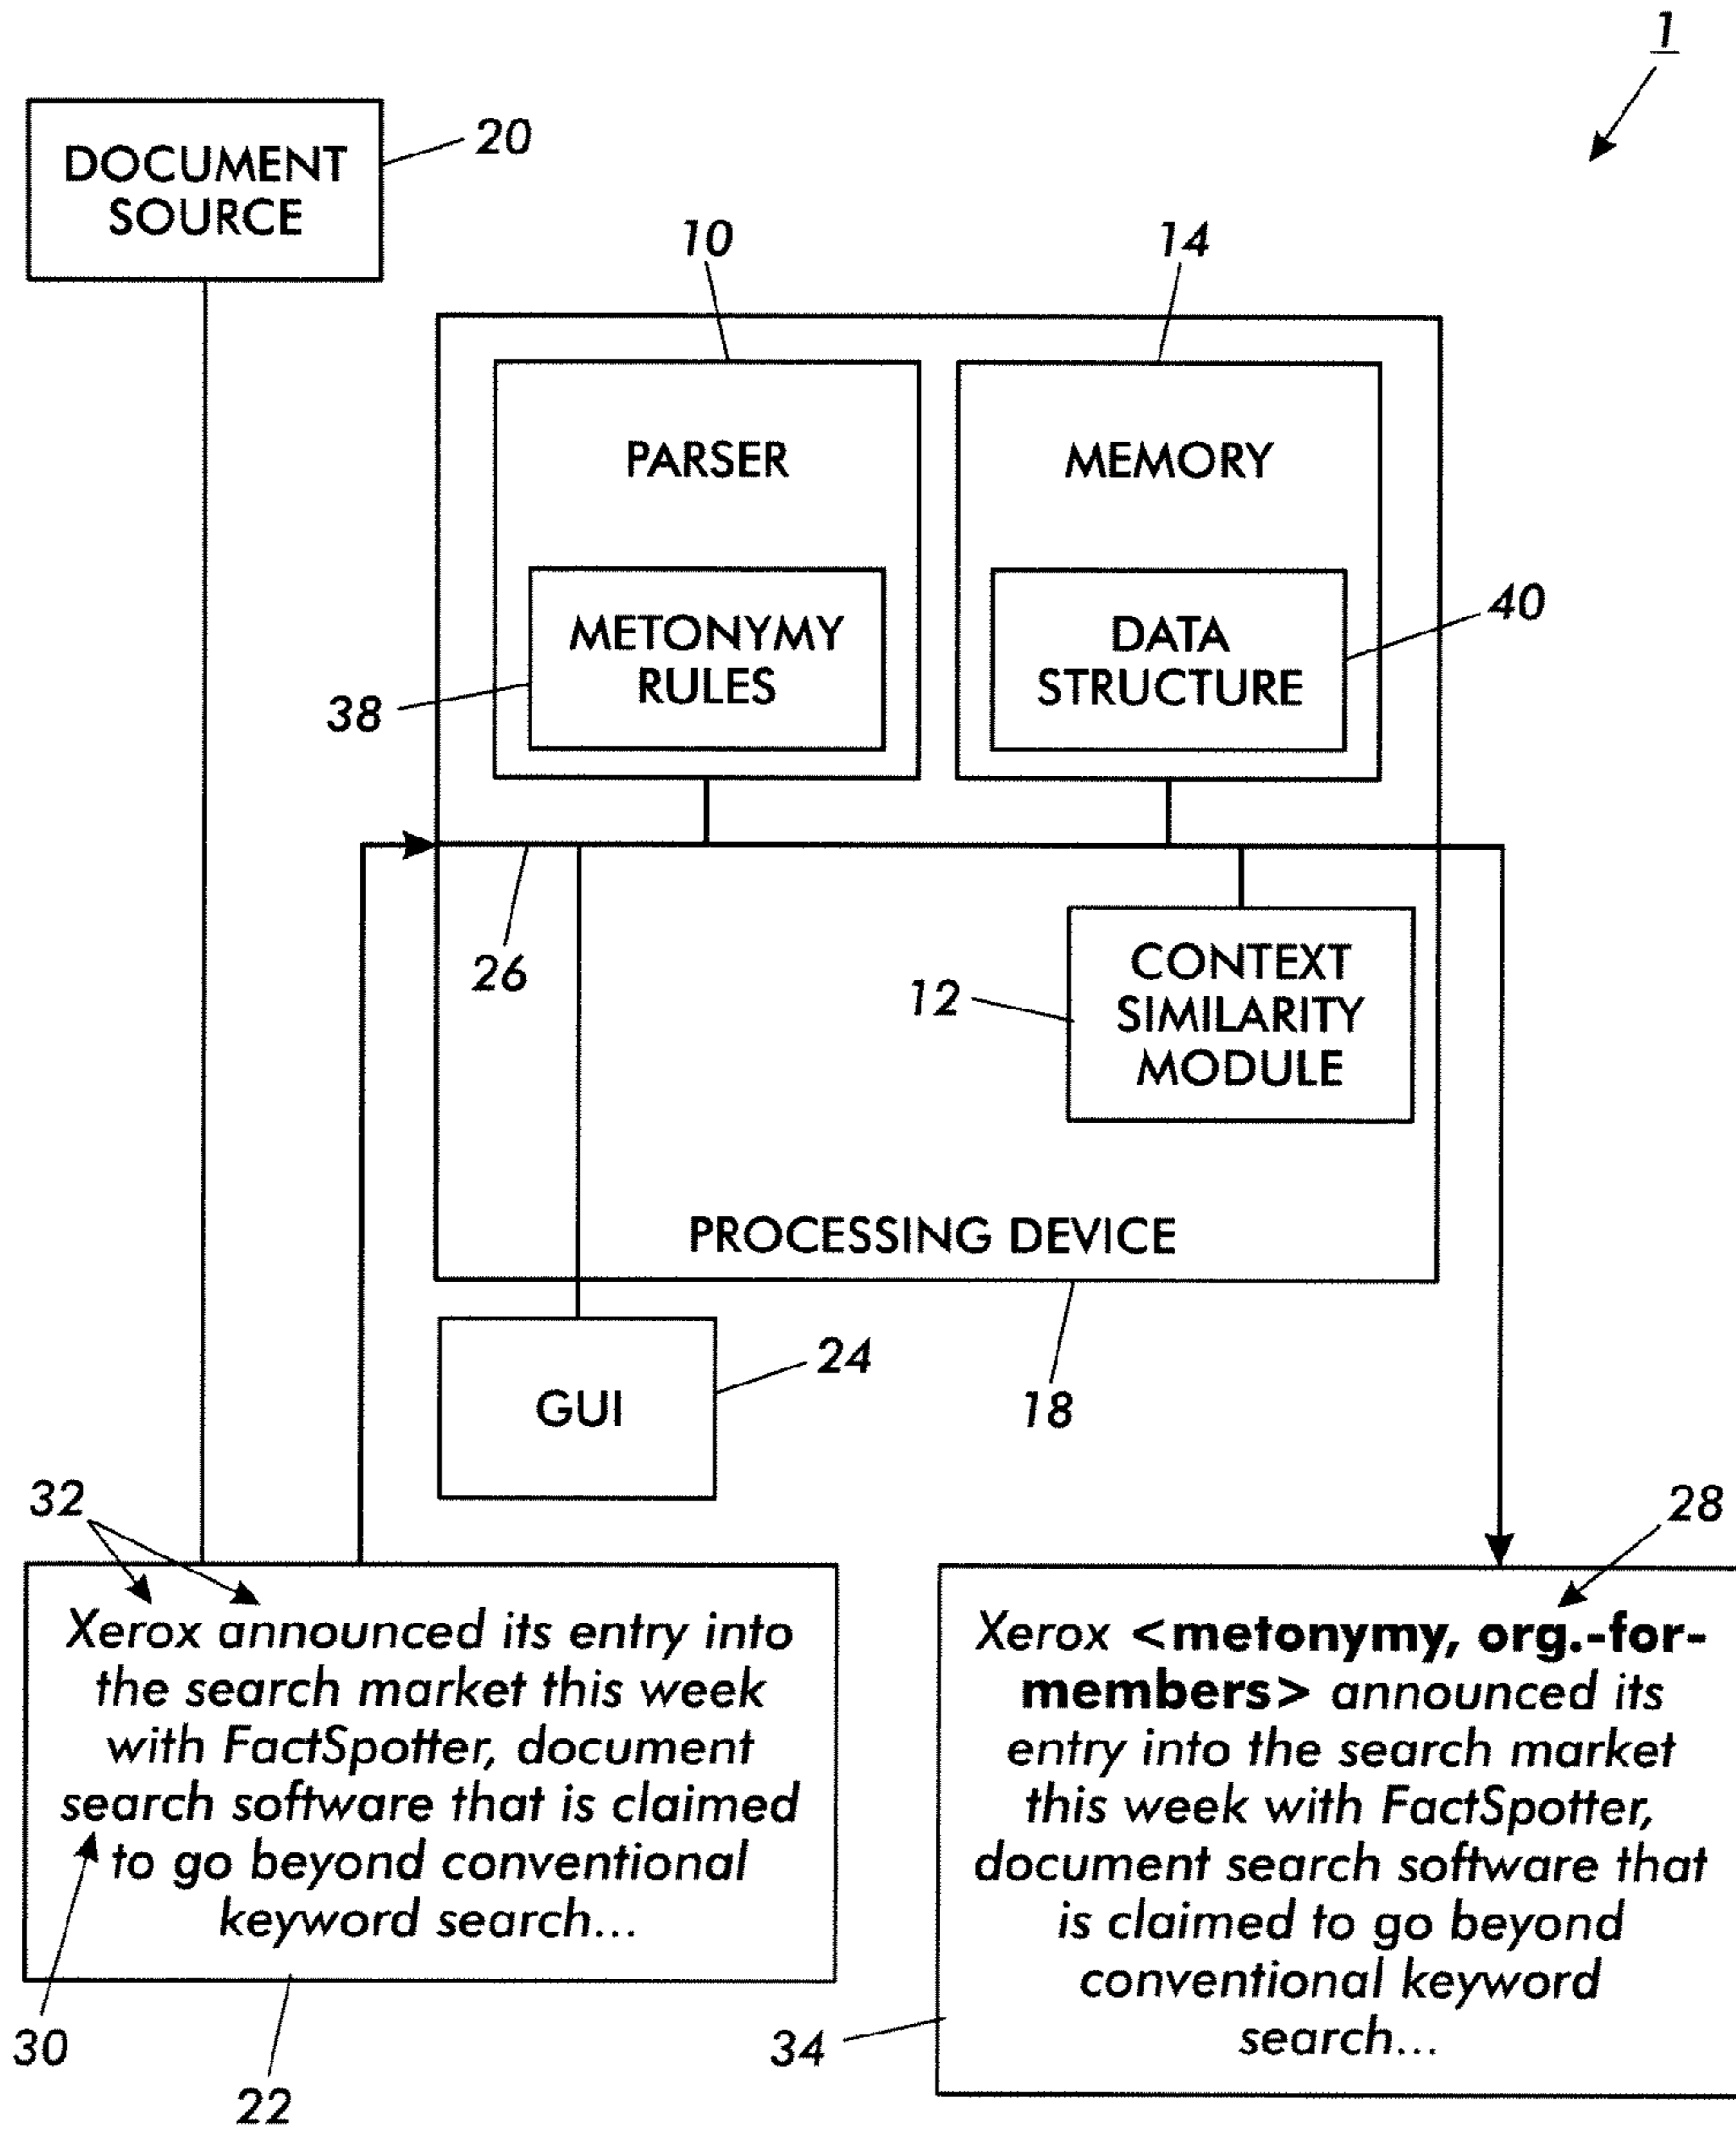 1
DOCUMENT
SOURCE
20
10
14
PARSER
MEMORY
METONYMY
RULES
38
DATA
STRUCTURE
40
26
12
CONTEXT
SIMILARITY
MODULE
PROCESSING DEVICE
18
GUI
24
32
28
Xerox announced its entry into
the search market this week
with FactSpotter, document
search software that is claimed
to go beyond conventional
keyword search...
30
22
Xerox <metonymy, org.-for-
members> announced its
entry into the search market
this week with FactSpotter,
document search software that
is claimed to go beyond
conventional keyword
search...
34